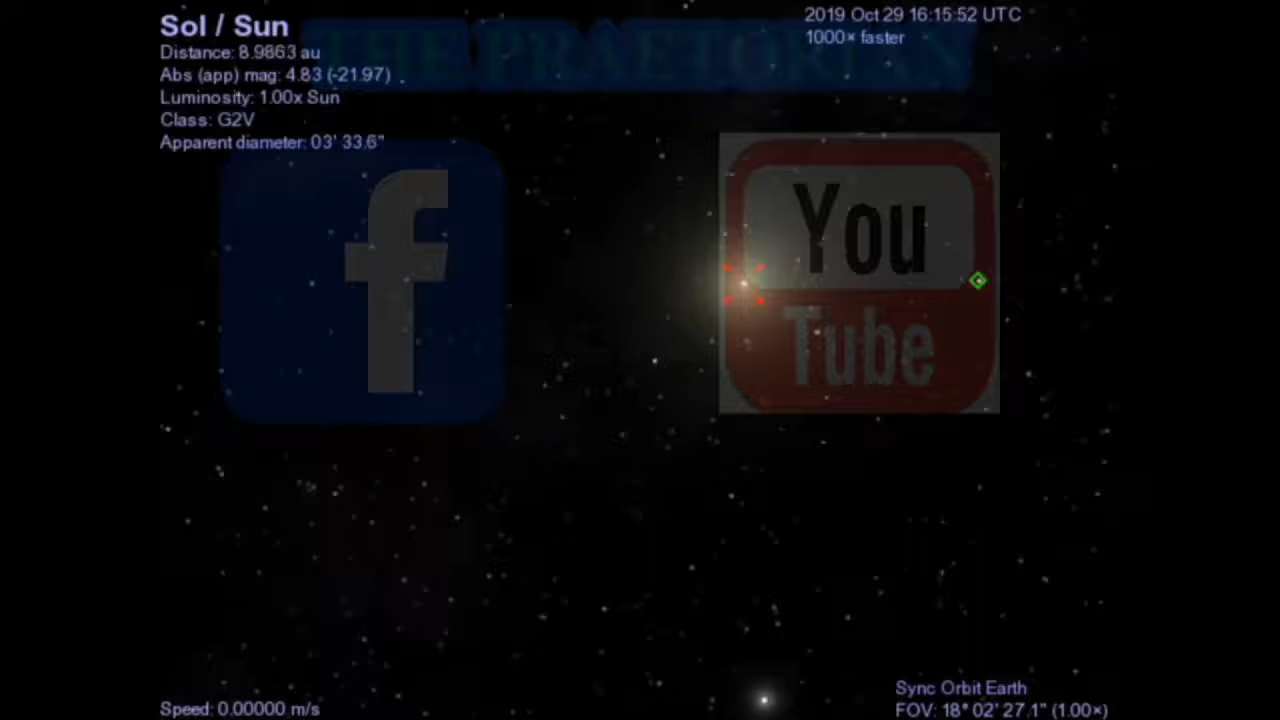 Sol / Sun
Distance: 8.9863 au
Abs (app) mag: 4.83 (-21.97)
Luminosity: 1.00x Sun
Class: G2V
Apparent diameter: 03' 33.6"
2019 Oct 29 16:15:52 UTC
1000× faster
THE PRAETORIAN
f
You
Tube
Speed: 0.00000 m/s
Sync Orbit Earth
FOV: 18° 02' 27.1" (1.00×)